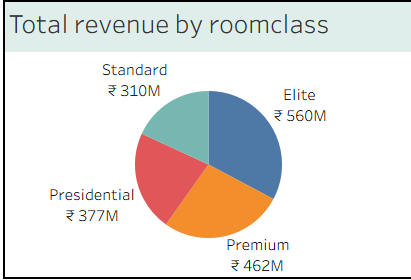 Total revenue by roomclass
Standard
₹ 310M
Elite
₹ 560M
Presidential
₹ 377M
Premium
₹ 462M